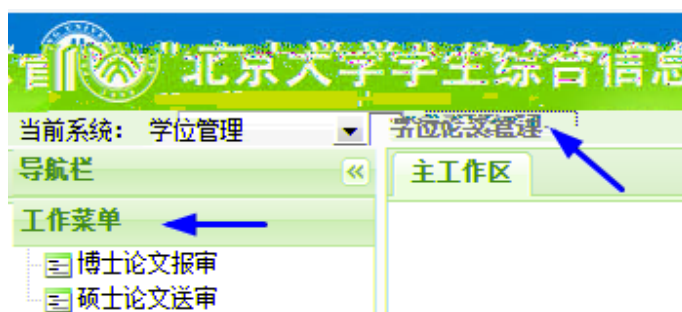 北京大学学生综合信息
当前系统: 学位管理
学位论文管理
导航栏
主工作区
工作菜单
博士论文报审
硕士论文送审